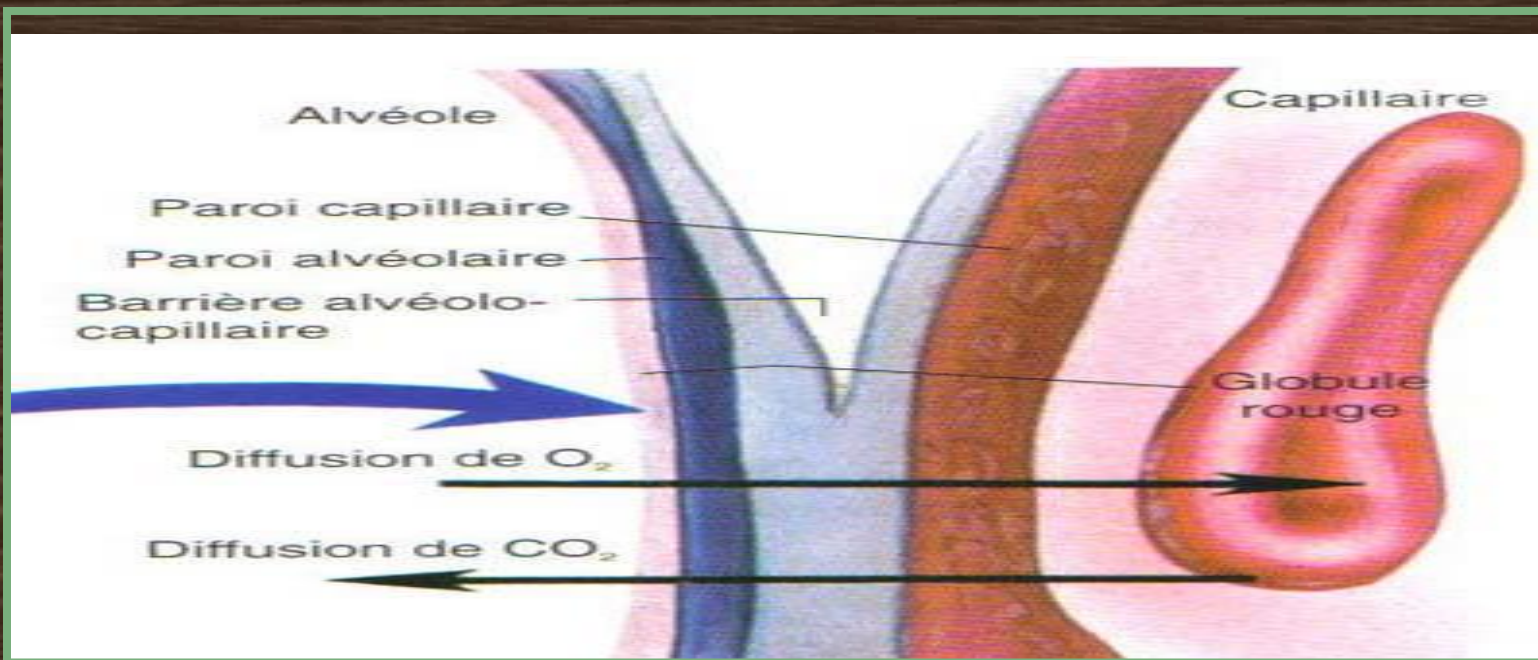 Alvéole
Capillaire
Paroi capillaire
Paroi alvéolaire
Barrière alvéolo-
capillaire
Globule
rouge
Diffusion de O₂
Diffusion de CO₂